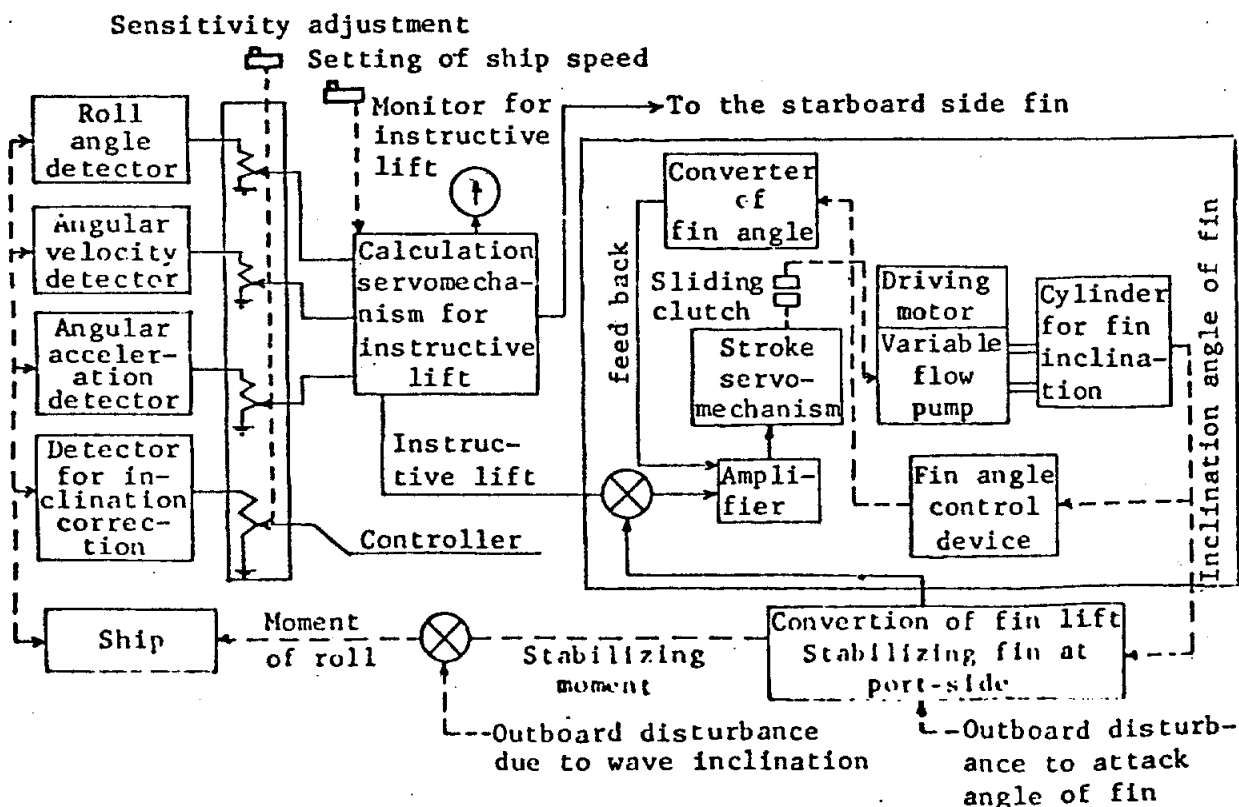 Sensitivity adjustment
Setting of ship speed
Monitor for
instructive
lift
To the starboard side fin
Roll
angle
detector
Angular
velocity
detector
Angular
acceler-
ation
detector
Detector
for in-
clination
correc-
tion
Calculation
servomecha-
nism for
instructive
lift
Instruc-
tive lift
Controller
feed back
Converter
of
fin angle
Sliding
clutch
Stroke
servo-
mechanism
Ampli-
fier
Driving
motor
Variable
flow
pump
Cylinder
for fin
inclina-
tion
Fin angle
control
device
Inclination angle of fin
Ship
Moment
of roll
Stabilizing
moment
Convertion of fin lift
Stabilizing fin at
port-side
Outboard disturbance
due to wave inclination
Outboard disturb-
ance to attack
angle of fin